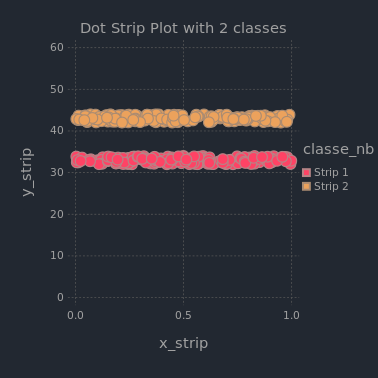 Dot Strip Plot with 2 classes
60
50
40
30
20
10
0
0.0
0.5
1.0
x_strip
y_strip
classe_nb
Strip 1
Strip 2